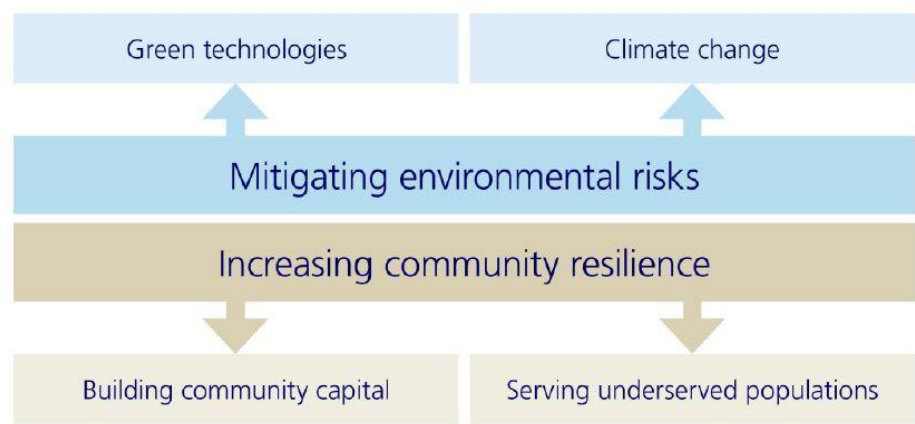 Green technologies
Climate change
Mitigating environmental risks
Increasing community resilience
Building community capital
Serving underserved populations